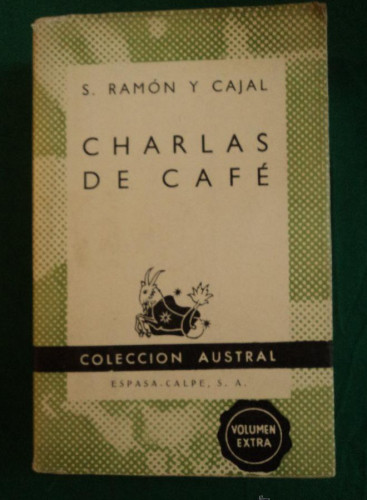 S. RAMÓN Y CAJAL
CHARLAS
DE CAFÉ
COLECCION AUSTRAL
ESPASA-CALPE, S. A.
VOLUMEN
EXTRA